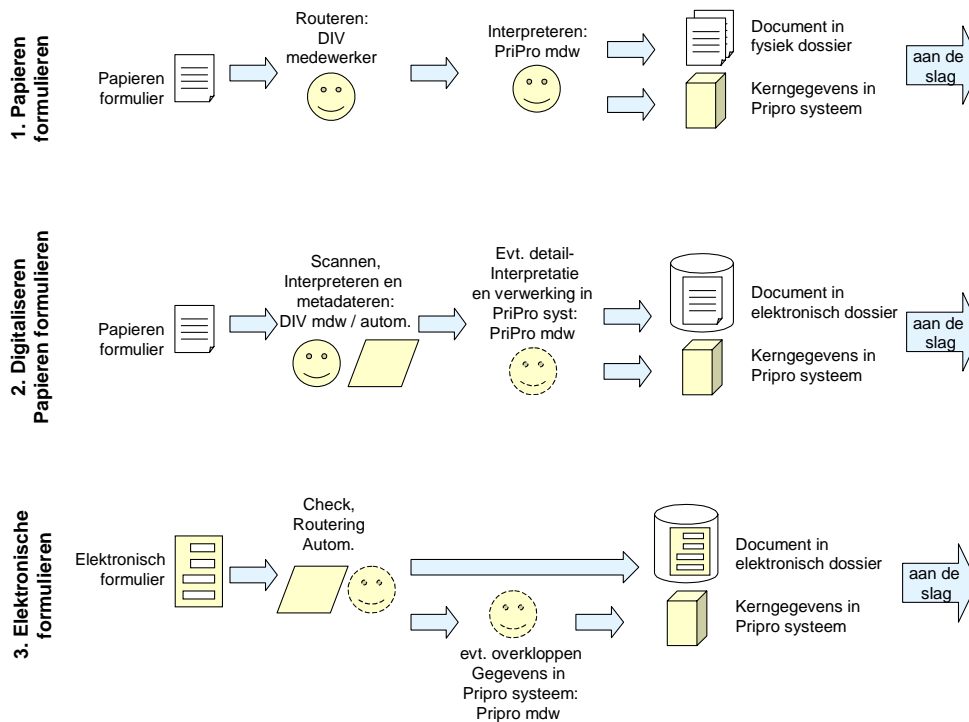 1. Papieren
formulieren
Papieren
formulier
Routeren:
DIV
medewerker
Interpreteren:
PriPro mdw
Document in
fysiek dossier
Kerngegevens in
Pripro systeem
aan de
slag
2. Digitaliseren
Papieren formulieren
Papieren
formulier
Scannen,
Interpreteren en
metadateren:
DIV mdw / autom.
Evt. detail-
Interpretatie
en verwerking in
PriPro syst:
PriPro mdw
Document in
elektronisch dossier
Kerngegevens in
Pripro systeem
aan de
slag
3. Elektronische
formulieren
Elektronisch
formulier
Check,
Routering
Autom.
evt. overkloppen
Gegevens in
Pripro systeem:
Pripro mdw
Document in
elektronisch dossier
Kerngegevens in
Pripro systeem
aan de
slag